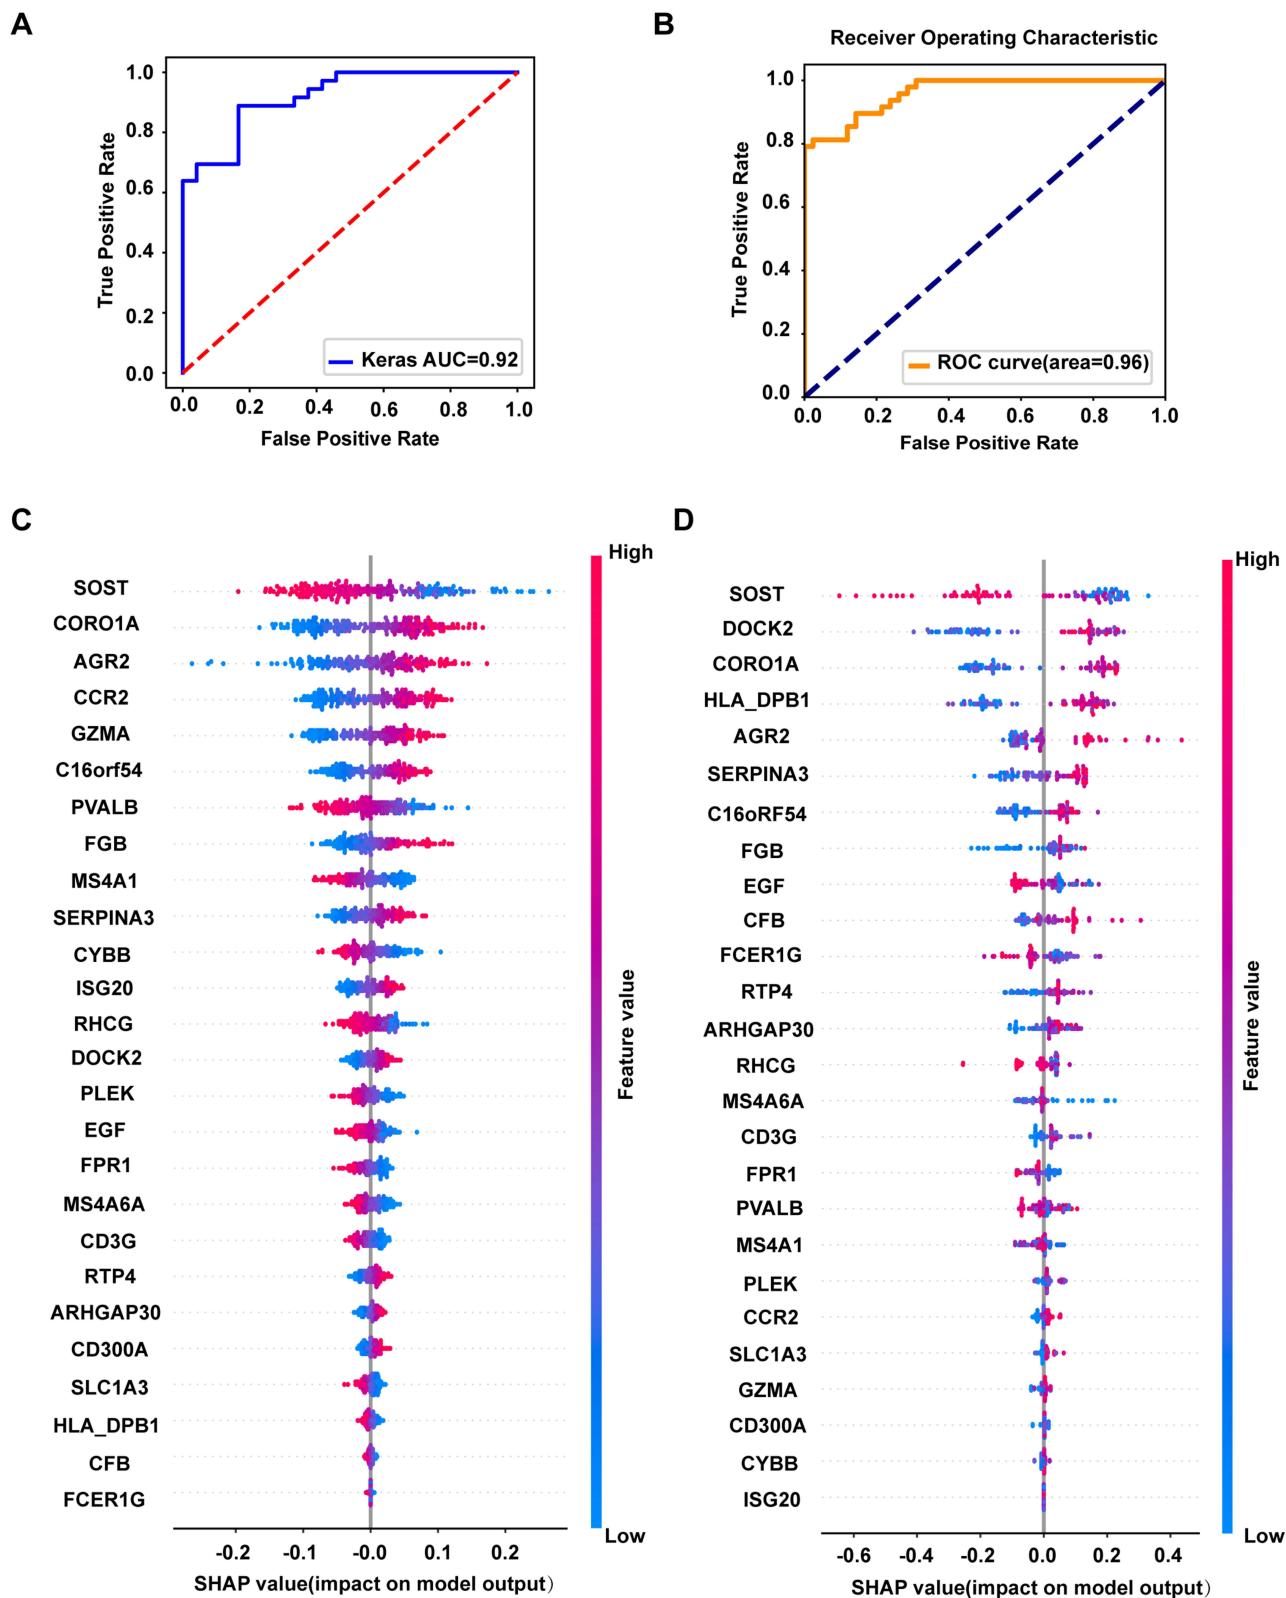 A
1.0
0.8
0.6
0.4
0.2
0.0
True Positive Rate
Keras AUC=0.92
0.0 0.2 0.4 0.6 0.8 1.0
False Positive Rate
B
Receiver Operating Characteristic
1.0
0.8
0.6
0.4
0.2
0.0
True Positive Rate
ROC curve(area=0.96)
0.0 0.2 0.4 0.6 0.8 1.0
False Positive Rate
C
High
SOST
CORO1A
AGR2
CCR2
GZMA
C16orf54
PVALB
FGB
MS4A1
SERPINA3
CYBB
ISG20
RHCG
DOCK2
PLEK
EGF
FPR1
MS4A6A
CD3G
RTP4
ARHGAP30
CD300A
SLC1A3
HLA_DPB1
CFB
FCER1G
Feature value
Low
-0.2 -0.1 -0.0 0.1 0.2
SHAP value(impact on model output)
D
High
SOST
DOCK2
CORO1A
HLA_DPB1
AGR2
SERPINA3
C16oRF54
FGB
EGF
CFB
FCER1G
RTP4
ARHGAP30
RHCG
MS4A6A
CD3G
FPR1
PVALB
MS4A1
PLEK
CCR2
SLC1A3
GZMA
CD300A
CYBB
ISG20
Feature value
Low
-0.6 -0.4 -0.2 0.0 0.2 0.4
SHAP value(impact on model output)